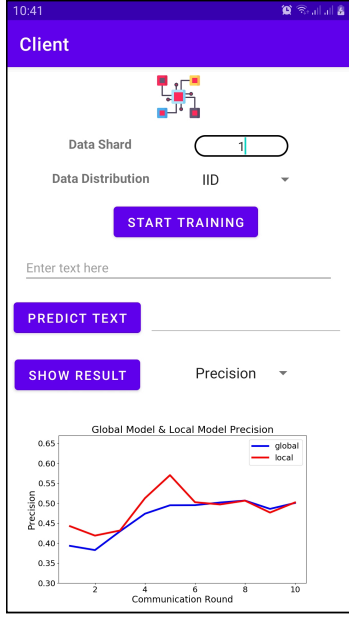 10:41
Client
Data Shard 1
Data Distribution IID
START TRAINING
Enter text here
PREDICT TEXT
SHOW RESULT Precision
Global Model & Local Model Precision
global
local
0.65
0.60
0.55
0.50
0.45
0.40
0.35
0.30
Precision
2 4 6 8 10
Communication Round